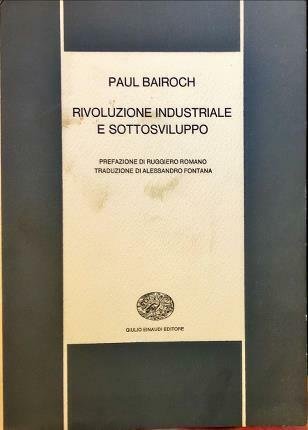 PAUL BAIROCH
RIVOLUZIONE INDUSTRIALE
E SOTTOSVILUPPO
PREFAZIONE DI RUGGIERO ROMANO
TRADUZIONE DI ALESSANDRO FONTANA
GIULIO EINAUDI EDITORE